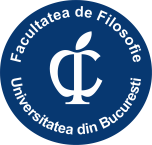 Facultatea de Filosofie
Universitatea din Bucuresti